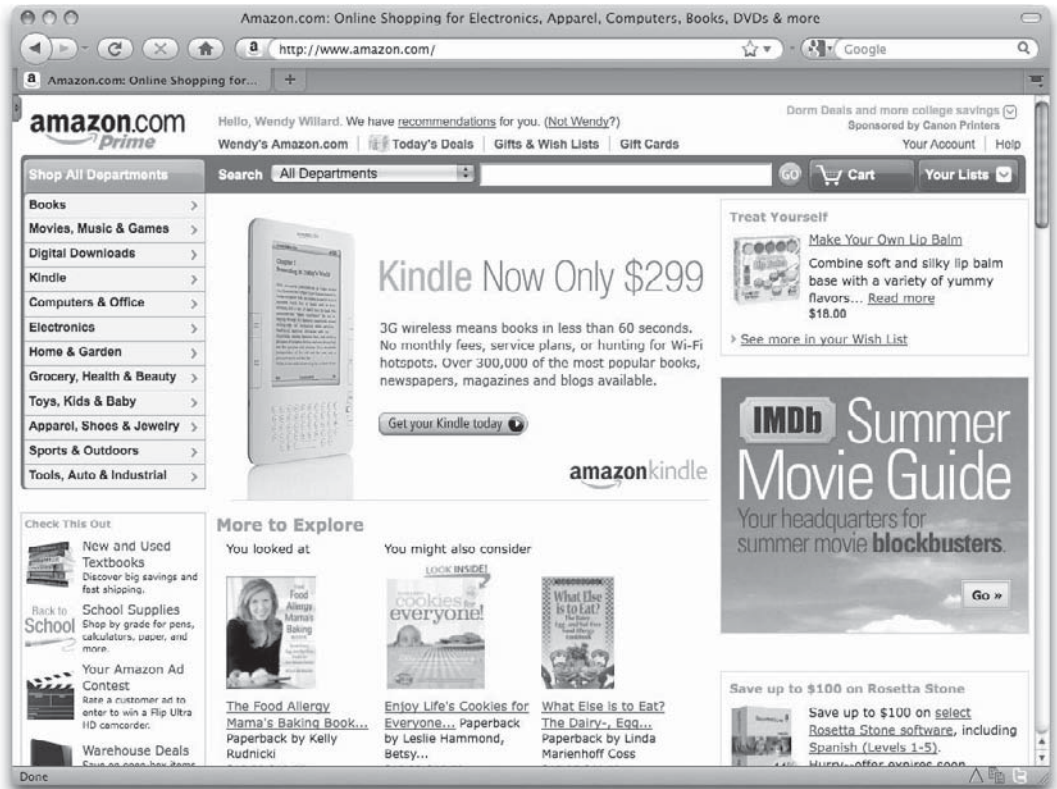 Amazon.com: Online Shopping for Electronics, Apparel, Computers, Books, DVDs & more
a http://www.amazon.com/
Google
a Amazon.com: Online Shopping for...
+
amazon.com
Prime
Hello, Wendy Willard. We have recommendations for you. (Not Wendy?)
Dorm Deals and more college savings
Sponsored by Canon Printers
Wendy's Amazon.com
Today's Deals
Gifts & Wish Lists
Gift Cards
Your Account
Help
Shop All Departments
Search
All Departments
GO
Cart
Your Lists
Books
Movies, Music & Games
Digital Downloads
Kindle
Computers & Office
Electronics
Home & Garden
Grocery, Health & Beauty
Toys, Kids & Baby
Apparel, Shoes & Jewelry
Sports & Outdoors
Tools, Auto & Industrial
Kindle Now Only $299
3G wireless means books in less than 60 seconds.
No monthly fees, service plans, or hunting for Wi-Fi
hotspots. Over 300,000 of the most popular books,
newspapers, magazines and blogs available.
Get your Kindle today
amazonkindle
Treat Yourself
Make Your Own Lip Balm
Combine soft and silky lip balm
base with a variety of yummy
flavors... Read more
$18.00
See more in your Wish List
IMDb Summer
Movie Guide
Your headquarters for
summer movie blockbusters.
Go »
Check This Out
New and Used
Textbooks
Discover big savings and
fast shipping.
Back to
School
School Supplies
Shop by grade for pens,
calculators, paper, and
more.
Your Amazon Ad
Contest
Rate a customer ad to
enter to win a Flip Ultra
HD camcorder.
Warehouse Deals
Save on open-box items
More to Explore
You looked at
Food
Allergy
Mama's
Baking
The Food Allergy
Mama's Baking Book...
Paperback by Kelly
Rudnicki
You might also consider
LOOK INSIDE!
cookies for
everyone!
Enjoy Life's Cookies for
Everyone... Paperback
by Leslie Hammond,
Betsy...
What Else
is to Eat?
What Else is to Eat?
The Dairy-, Egg...
Paperback by Linda
Marienhoff Coss
Save up to $100 on Rosetta Stone
Save up to $100 on select
Rosetta Stone software, including
Spanish (Levels 1-5).
Hurry--offer expires soon
Done